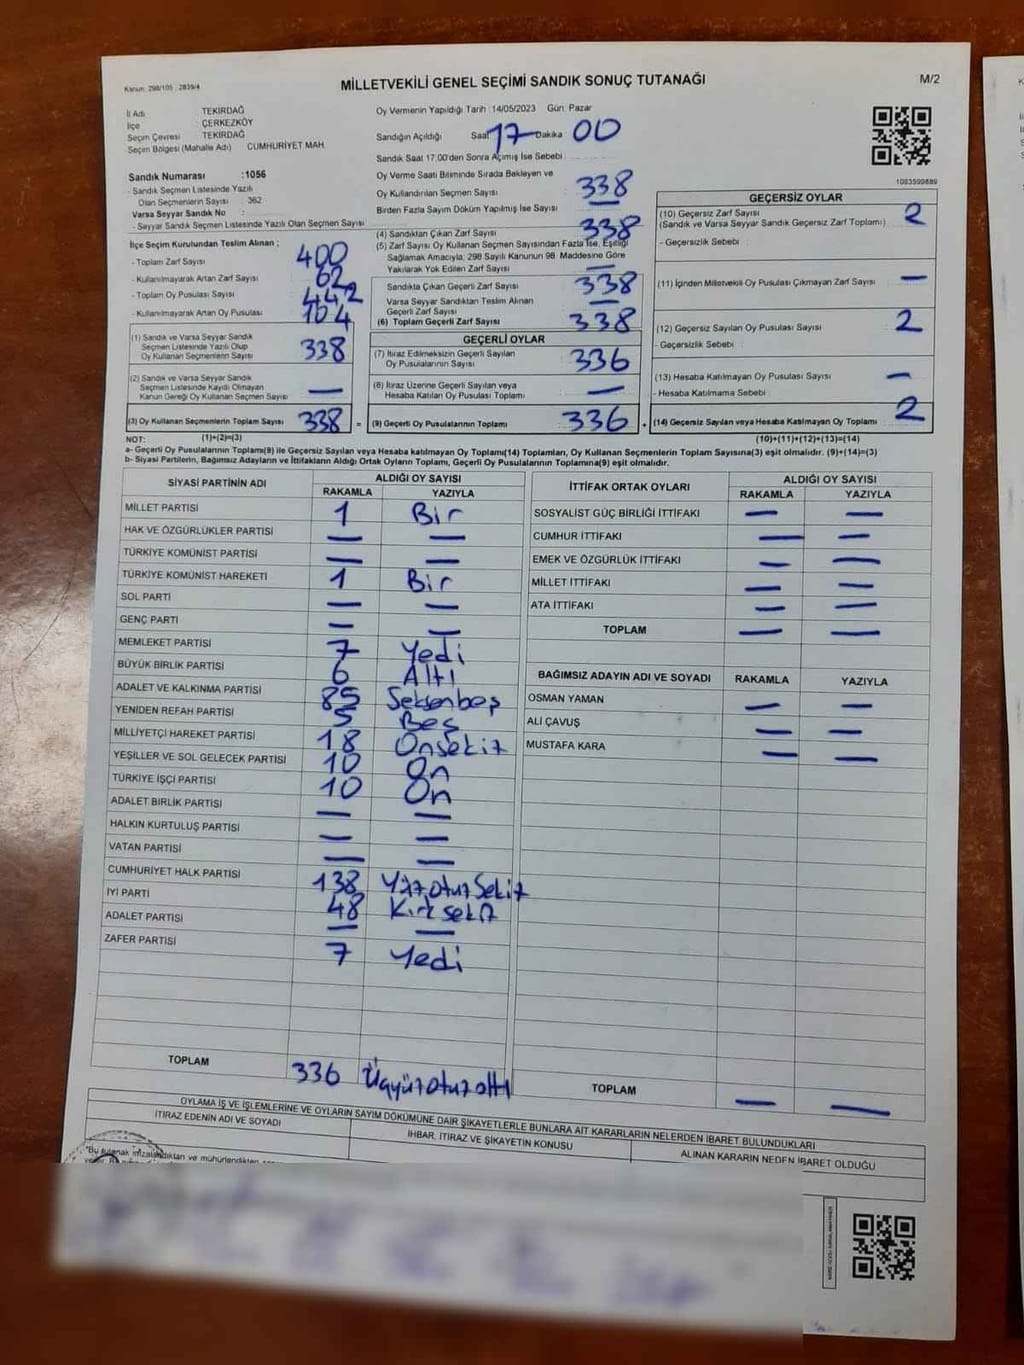 Kanun: 298/105 , 2839/4
MİLLETVEKİLİ GENEL SEÇİMİ SANDIK SONUÇ TUTANAĞI
M/2
İl Adı TEKİRDAĞ
İlçe : ÇERKEZKÖY
Seçim Çevresi TEKİRDAĞ
Seçim Bölgesi (Mahalle Adı) CUMHURİYET MAH.
Oy Vermenin Yapıldığı Tarih : 14/05/2023 Gün: Pazar
Sandığın Açıldığı Saat 17 Dakika 00
Sandık Saat 17.00'den Sonra Açımış İse Sebebi
Sandık Numarası :1056
- Sandık Seçmen Listesinde Yazılı
Olan Seçmenlerin Sayısı 362
Varsa Seyyar Sandık No :
- Seyyar Sandık Seçmen Listesinde Yazılı Olan Seçmen Sayısı
Oy Verme Saati Bitiminde Sırada Bekleyen ve
Oy Kullandırılan Seçmen Sayısı 338
Birden Fazla Sayım Döküm Yapılmış İse Sayısı —
1003590889
İlçe Seçim Kurulundan Teslim Alınan ;
- Toplam Zarf Sayısı 400
- Kullanılmayarak Artan Zarf Sayısı 62
- Toplam Oy Pusulası Sayısı 442
- Kullanılmayarak Artan Oy Pusulası 104
(4) Sandıktan Çıkan Zarf Sayısı 338
(5) Zarf Sayısı Oy Kullanan Seçmen Sayısından Fazla İse, Eşitliği
Sağlamak Amacıyla, 298 Sayılı Kanunun 98. Maddesine Göre
Yakılarak Yok Edilen Zarf Sayısı —
Sandıkta Çıkan Geçerli Zarf Sayısı 338
Varsa Seyyar Sandıktan Teslim Alınan
Geçerli Zarf Sayısı —
(6) Toplam Geçerli Zarf Sayısı 338
GEÇERSİZ OYLAR
(10) Geçersiz Zarf Sayısı 2
(Sandık ve Varsa Seyyar Sandık Geçersiz Zarf Toplamı)
- Geçersizlik Sebebi :
(11) İçinden Milletvekili Oy Pusulası Çıkmayan Zarf Sayısı —
(12) Geçersiz Sayılan Oy Pusulası Sayısı 2
- Geçersizlik Sebebi :
(13) Hesaba Katılmayan Oy Pusulası Sayısı —
- Hesaba Katılmama Sebebi :
(14) Geçersiz Sayılan veya Hesaba Katılmayan Oy Toplamı 2
(10)+(11)+(12)+(13)=(14)
(1) Sandık ve Varsa Seyyar Sandık
Seçmen Listesinde Yazılı Olup
Oy Kullanan Seçmenlerin Sayısı 338
(2) Sandık ve Varsa Seyyar Sandık
Seçmen Listesinde Kayıtlı Olmayan
Kanun Gereği Oy Kullanan Seçmen Sayısı —
(3) Oy Kullanan Seçmenlerin Toplam Sayısı 338 =
GEÇERLİ OYLAR
(7) İtiraz Edilmeksizin Geçerli Sayılan
Oy Pusulalarının Sayısı 336
(8) İtiraz Üzerine Geçerli Sayılan veya
Hesaba Katılan Oy Pusulası Toplamı —
(9) Geçerli Oy Pusulalarının Toplamı 336 +
NOT: (1)+(2)=(3)
a- Geçerli Oy Pusulalarının Toplamı(9) ile Geçersiz Sayılan veya Hesaba katılmayan Oy Toplamı(14) Toplamları, Oy Kullanan Seçmenlerin Toplam Sayısına(3) eşit olmalıdır. (9)+(14)=(3)
b- Siyasi Partilerin, Bağımsız Adayların ve İttifakların Aldığı Ortak Oyların Toplamı, Geçerli Oy Pusulalarının Toplamına(9) eşit olmalıdır.
SİYASİ PARTİNİN ADI ALDIĞI OY SAYISI
RAKAMLA YAZIYLA
MİLLET PARTİSİ 1 Bir
HAK VE ÖZGÜRLÜKLER PARTİSİ — —
TÜRKİYE KOMÜNİST PARTİSİ — —
TÜRKİYE KOMÜNİST HAREKETİ 1 Bir
SOL PARTİ — —
GENÇ PARTİ — —
MEMLEKET PARTİSİ 7 Yedi
BÜYÜK BİRLİK PARTİSİ 6 Altı
ADALET VE KALKINMA PARTİSİ 85 Seksenbeş
YENİDEN REFAH PARTİSİ 5 Beş
MİLLİYETÇİ HAREKET PARTİSİ 18 Onsekiz
YEŞİLLER VE SOL GELECEK PARTİSİ 10 On
TÜRKİYE İŞÇİ PARTİSİ 10 On
ADALET BİRLİK PARTİSİ — —
HALKIN KURTULUŞ PARTİSİ — —
VATAN PARTİSİ — —
CUMHURİYET HALK PARTİSİ 138 YüzotuzSekiz
İYİ PARTİ 48 Kırksekiz
ADALET PARTİSİ — —
ZAFER PARTİSİ 7 Yedi
TOPLAM 336 Üçyüzotuzaltı
İTTİFAK ORTAK OYLARI ALDIĞI OY SAYISI
RAKAMLA YAZIYLA
SOSYALİST GÜÇ BİRLİĞİ İTTİFAKI — —
CUMHUR İTTİFAKI — —
EMEK VE ÖZGÜRLÜK İTTİFAKI — —
MİLLET İTTİFAKI — —
ATA İTTİFAKI — —
TOPLAM — —
BAĞIMSIZ ADAYIN ADI VE SOYADI RAKAMLA YAZIYLA
OSMAN YAMAN — —
ALİ ÇAVUŞ — —
MUSTAFA KARA — —
TOPLAM — —
OYLAMA İŞ VE İŞLEMLERİNE VE OYLARIN SAYIM DÖKÜMÜNE DAİR ŞİKAYETLERLE BUNLARA AİT KARARLARIN NELERDEN İBARET BULUNDUKLARI
İTİRAZ EDENİN ADI VE SOYADI İHBAR, İTİRAZ VE ŞİKAYETİN KONUSU ALINAN KARARIN NEDEN İBARET OLDUĞU